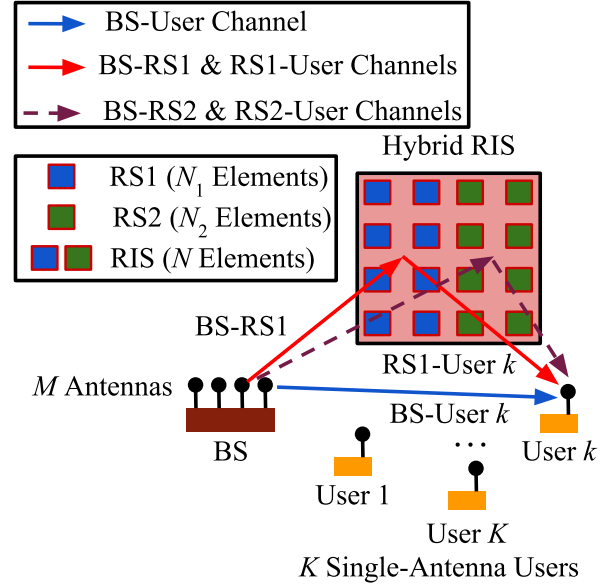 BS-User Channel
BS-RS1 & RS1-User Channels
BS-RS2 & RS2-User Channels
Hybrid RIS
RS1 (N₁ Elements)
RS2 (N₂ Elements)
RIS (N Elements)
BS-RS1
RS1-User k
M Antennas
BS-User k
BS
...
User k
User 1
User K
K Single-Antenna Users